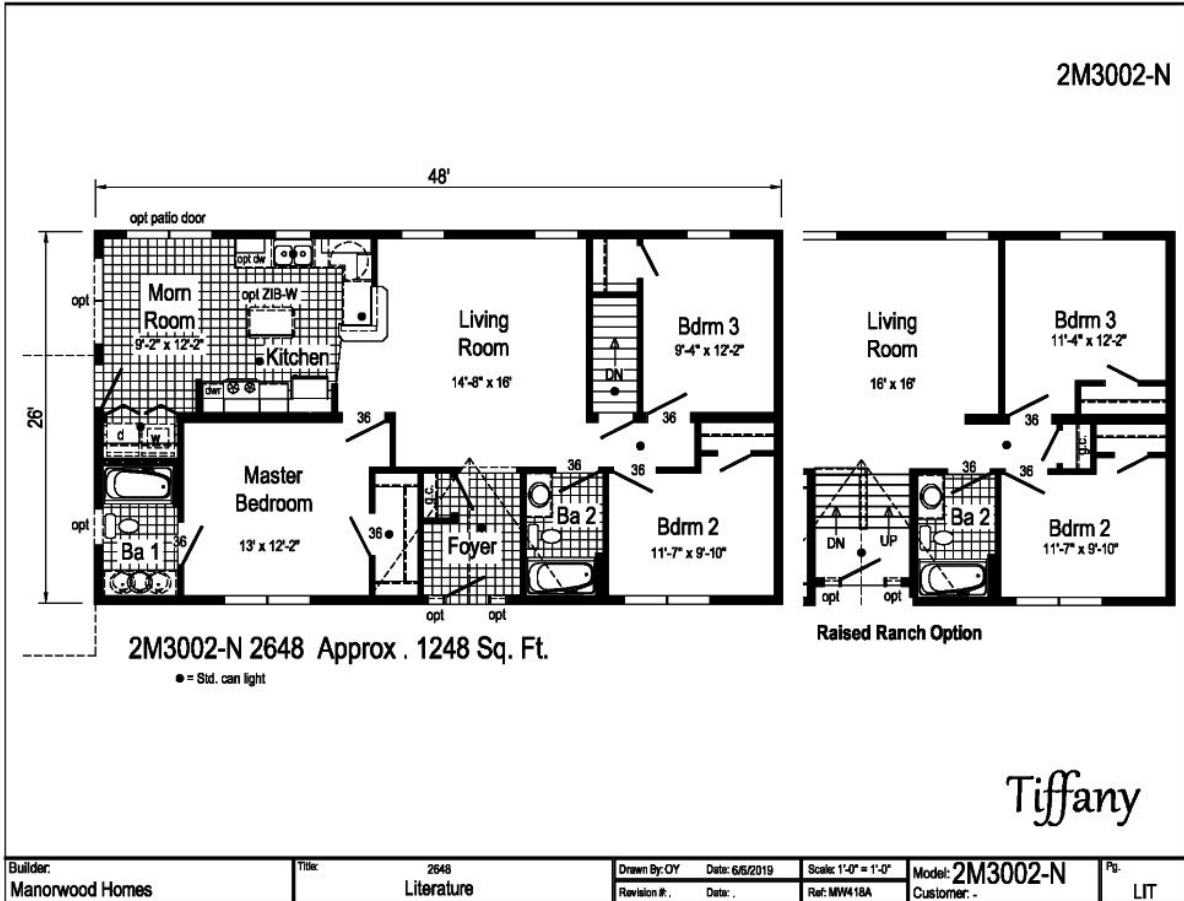 2M3002-N
48'
opt patio door
26'
opt
opt dw
Morn
Room
9'-2" x 12'-2"
opt ZIB-W
Kitchen
dwr
Living
Room
14'-8" x 16'
DN
Bdrm 3
9'-4" x 12'-2"
36
36
d
w
Master
Bedroom
13' x 12'-2"
opt
Ba 1
36
36
g.c.
Foyer
opt
opt
36
36
Ba 2
Bdrm 2
11'-7" x 9'-10"
Living
Room
16' x 16'
Bdrm 3
11'-4" x 12'-2"
36
g.c.
36
36
DN
UP
opt
opt
Ba 2
Bdrm 2
11'-7" x 9'-10"
Raised Ranch Option
2M3002-N 2648 Approx . 1248 Sq. Ft.
● = Std. can light
Tiffany
Builder:
Manorwood Homes
Title:
2648
Literature
Drawn By: OY Date: 6/6/2019
Revision #: . Date: .
Scale: 1'-0" = 1'-0"
Ref: MW418A
Model: 2M3002-N
Customer: -
Pg.
LIT